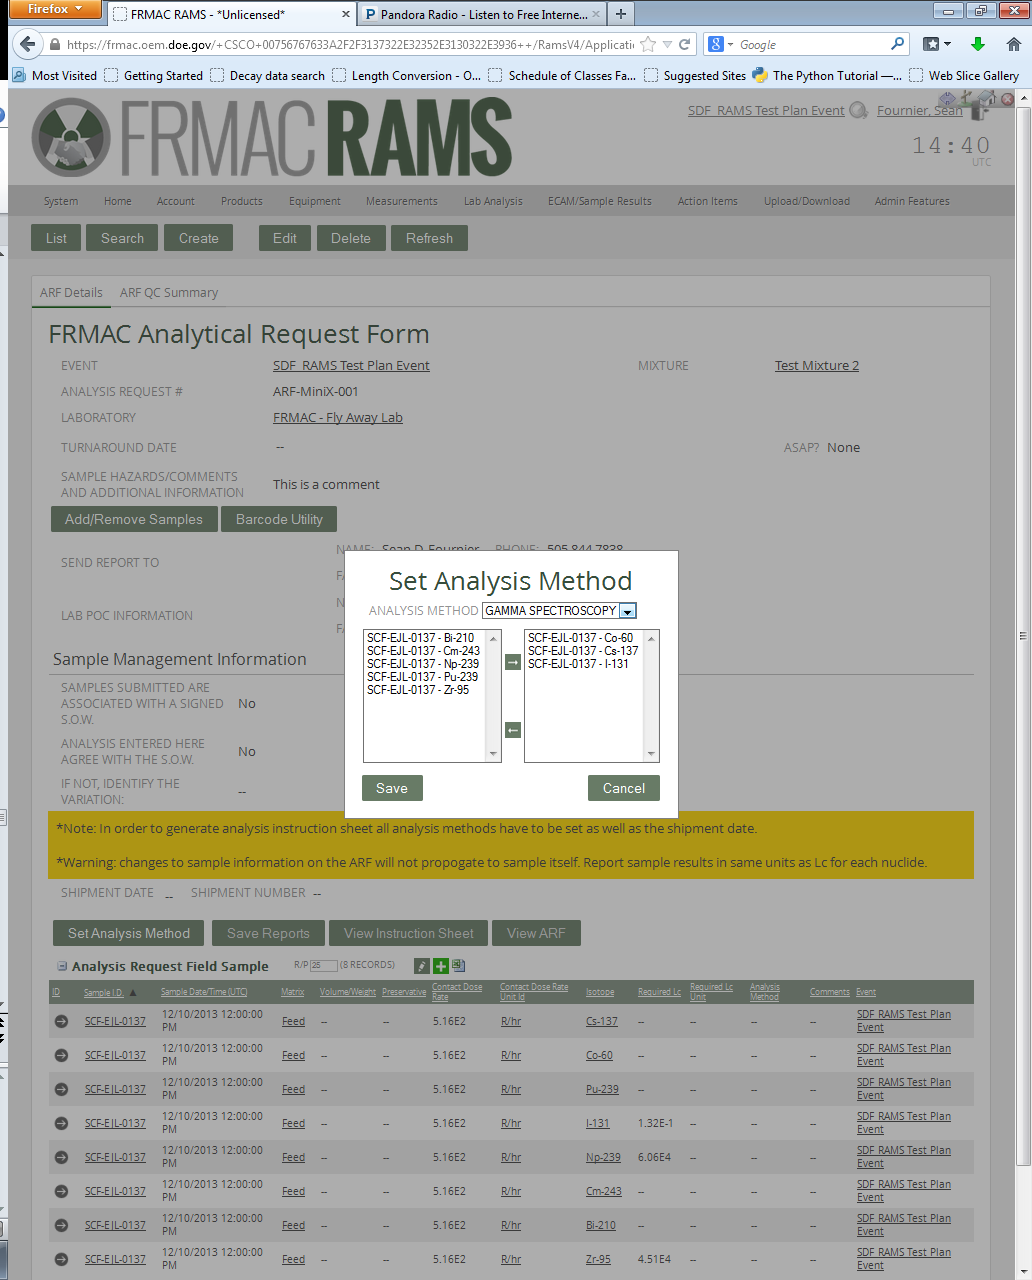 Firefox
FRMAC RAMS - *Unlicensed*
Pandora Radio - Listen to Free Interne...
https://frmac.oem.doe.gov/+CSCO+00756767633A2F2F3137322E32352E3130322E3936++/RamsV4/Applicati
Google
Most Visited Getting Started Decay data search Length Conversion - O... Schedule of Classes Fa... Suggested Sites The Python Tutorial —... Web Slice Gallery
FRMAC RAMS
SDF RAMS Test Plan Event Fournier, Sean
14:40
UTC
System Home Account Products Equipment Measurements Lab Analysis ECAM/Sample Results Action Items Upload/Download Admin Features
List Search Create Edit Delete Refresh
ARF Details ARF QC Summary
FRMAC Analytical Request Form
EVENT SDF RAMS Test Plan Event MIXTURE Test Mixture 2
ANALYSIS REQUEST # ARF-MiniX-001
LABORATORY FRMAC - Fly Away Lab
TURNAROUND DATE -- ASAP? None
SAMPLE HAZARDS/COMMENTS
AND ADDITIONAL INFORMATION This is a comment
Add/Remove Samples Barcode Utility
NAME: Sean D. Fournier PHONE: 505.844.7838
SEND REPORT TO
FA
N
LAB POC INFORMATION
FA
Set Analysis Method
ANALYSIS METHOD GAMMA SPECTROSCOPY
SCF-EJL-0137 - Bi-210
SCF-EJL-0137 - Cm-243
SCF-EJL-0137 - Np-239
SCF-EJL-0137 - Pu-239
SCF-EJL-0137 - Zr-95
SCF-EJL-0137 - Co-60
SCF-EJL-0137 - Cs-137
SCF-EJL-0137 - I-131
Save Cancel
Sample Management Information
SAMPLES SUBMITTED ARE
ASSOCIATED WITH A SIGNED No
S.O.W.
ANALYSIS ENTERED HERE
AGREE WITH THE S.O.W. No
IF NOT, IDENTIFY THE
VARIATION: --
*Note: In order to generate analysis instruction sheet all analysis methods have to be set as well as the shipment date.
*Warning: changes to sample information on the ARF will not propogate to sample itself. Report sample results in same units as Lc for each nuclide.
SHIPMENT DATE -- SHIPMENT NUMBER --
Set Analysis Method Save Reports View Instruction Sheet View ARF
Analysis Request Field Sample R/P 25 (8 RECORDS)
ID Sample I.D. ▲ Sample Date/Time (UTC) Matrix Volume/Weight Preservative Contact Dose Rate Contact Dose Rate Unit Id Isotope Required Lc Required Lc Unit Analysis Method Comments Event
SCF-EJL-0137 12/10/2013 12:00:00 PM Feed -- -- 5.16E2 R/hr Cs-137 -- -- -- -- SDF RAMS Test Plan Event
SCF-EJL-0137 12/10/2013 12:00:00 PM Feed -- -- 5.16E2 R/hr Co-60 -- -- -- -- SDF RAMS Test Plan Event
SCF-EJL-0137 12/10/2013 12:00:00 PM Feed -- -- 5.16E2 R/hr Pu-239 -- -- -- -- SDF RAMS Test Plan Event
SCF-EJL-0137 12/10/2013 12:00:00 PM Feed -- -- 5.16E2 R/hr I-131 1.32E-1 -- -- -- SDF RAMS Test Plan Event
SCF-EJL-0137 12/10/2013 12:00:00 PM Feed -- -- 5.16E2 R/hr Np-239 6.06E4 -- -- -- SDF RAMS Test Plan Event
SCF-EJL-0137 12/10/2013 12:00:00 PM Feed -- -- 5.16E2 R/hr Cm-243 -- -- -- -- SDF RAMS Test Plan Event
SCF-EJL-0137 12/10/2013 12:00:00 PM Feed -- -- 5.16E2 R/hr Bi-210 -- -- -- -- SDF RAMS Test Plan Event
SCF-EJL-0137 12/10/2013 12:00:00 PM Feed -- -- 5.16E2 R/hr Zr-95 4.51E4 -- -- -- SDF RAMS Test Plan Event